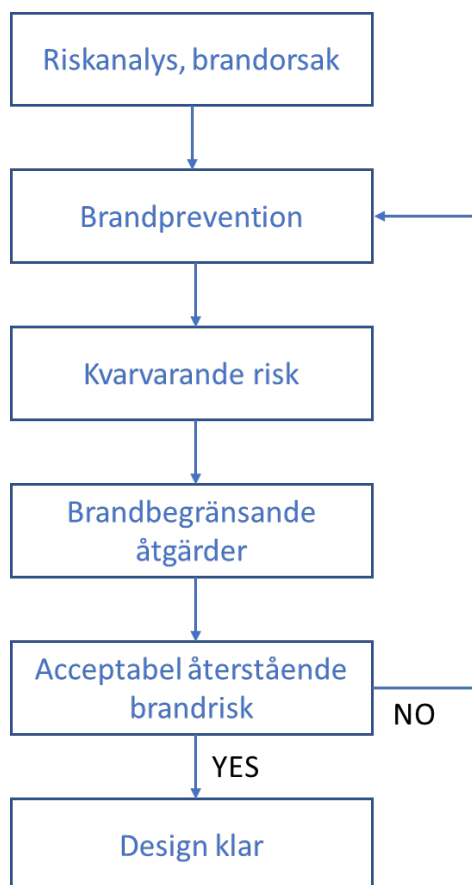 Riskanalys, brandorsak
Brandprevention
Kvarvarande risk
Brandbegränsande
åtgärder
Acceptabel återstående
brandrisk
NO
YES
Design klar